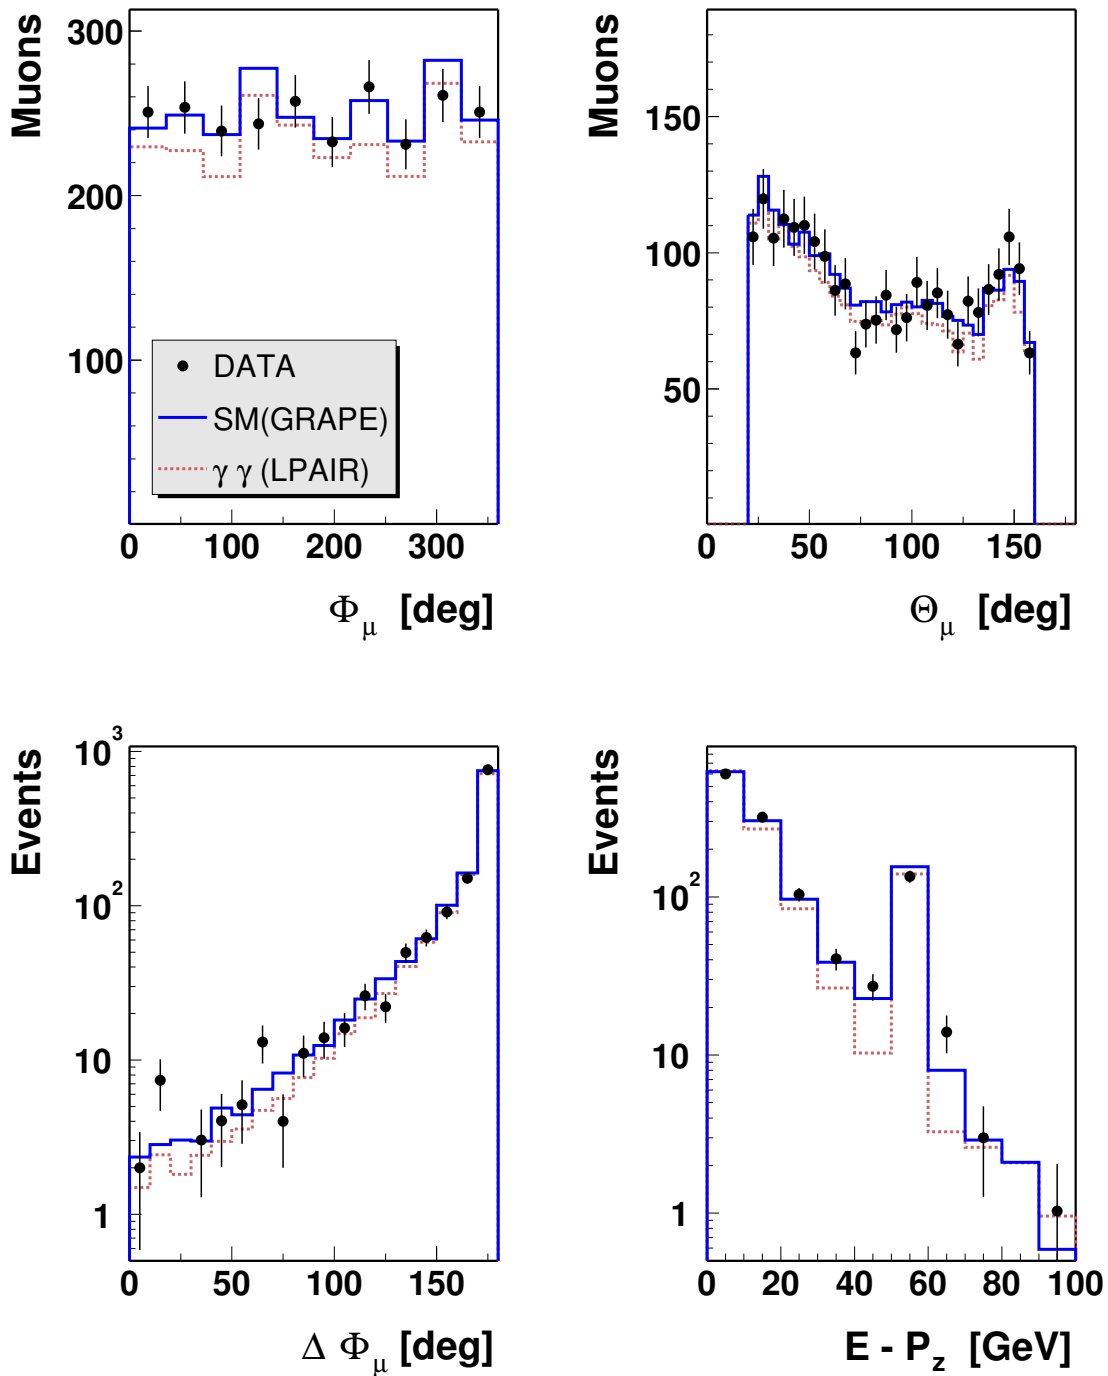 Muons
300
200
100
DATA
SM(GRAPE)
γ γ (LPAIR)
0 100 200 300
Φμ [deg]
Muons
150
100
50
0 50 100 150
Θμ [deg]
Events
10³
10²
10
1
0 50 100 150
Δ Φμ [deg]
Events
10²
10
1
0 20 40 60 80 100
E - Pz [GeV]